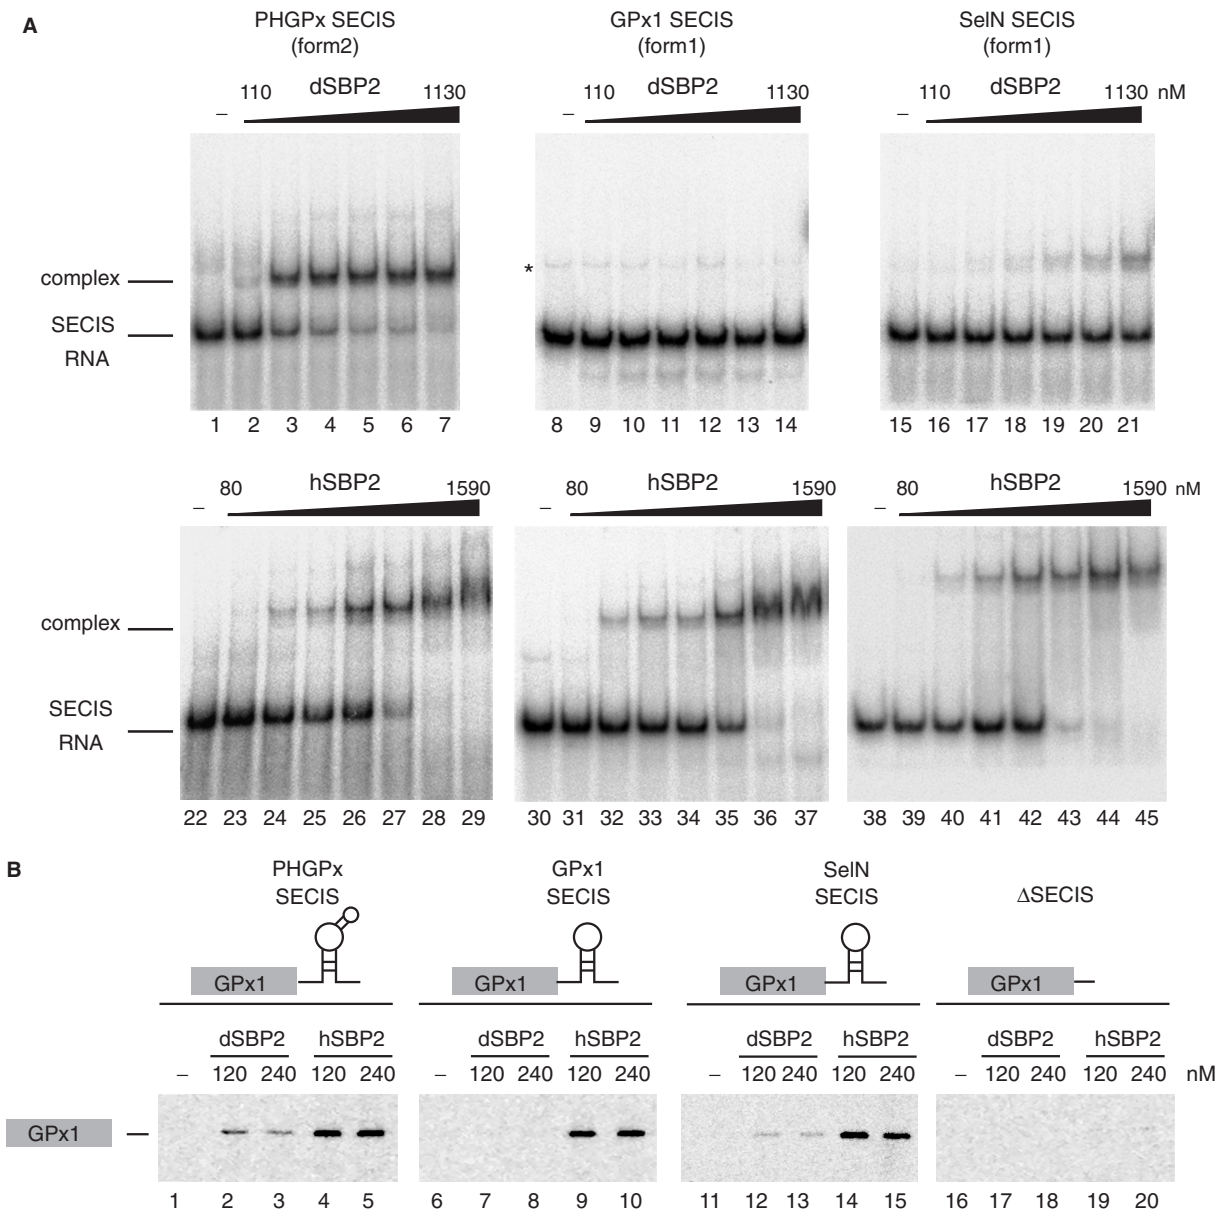 A
PHGPx SECIS
(form2)
GPx1 SECIS
(form1)
SelN SECIS
(form1)
– 110 dSBP2 1130
– 110 dSBP2 1130
– 110 dSBP2 1130 nM
complex
SECIS
RNA
*
1 2 3 4 5 6 7
8 9 10 11 12 13 14
15 16 17 18 19 20 21
– 80 hSBP2 1590
– 80 hSBP2 1590
– 80 hSBP2 1590 nM
complex
SECIS
RNA
22 23 24 25 26 27 28 29
30 31 32 33 34 35 36 37
38 39 40 41 42 43 44 45
B
PHGPx
SECIS
GPx1
SECIS
SelN
SECIS
ΔSECIS
GPx1
GPx1
GPx1
GPx1
dSBP2 hSBP2
dSBP2 hSBP2
dSBP2 hSBP2
dSBP2 hSBP2
– 120 240 120 240
– 120 240 120 240
– 120 240 120 240
– 120 240 120 240 nM
GPx1
1 2 3 4 5
6 7 8 9 10
11 12 13 14 15
16 17 18 19 20